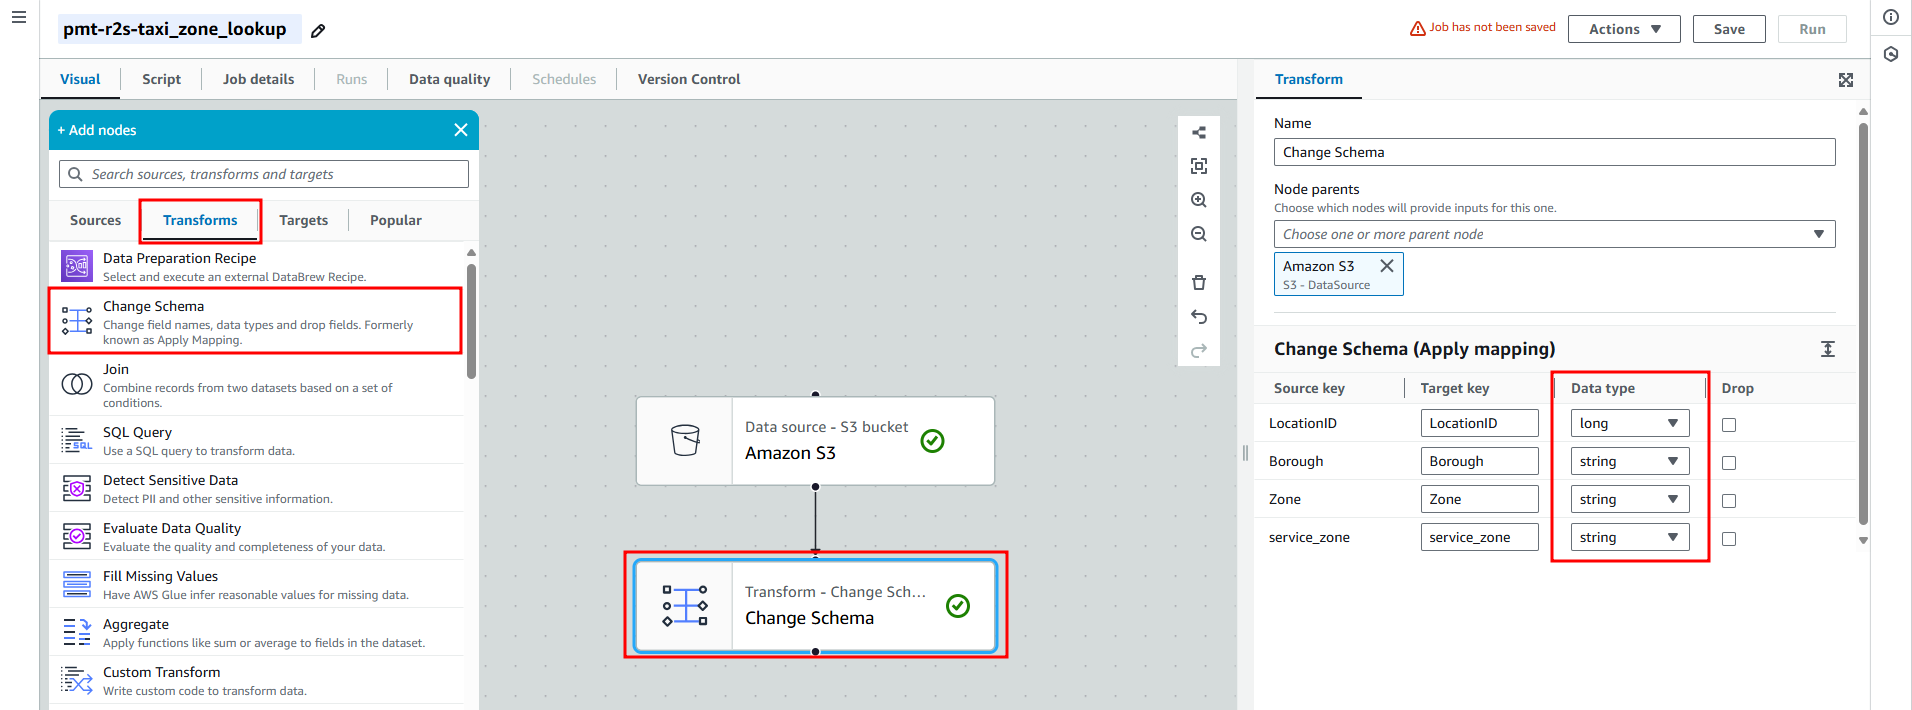 pmt-r2s-taxi_zone_lookup
Job has not been saved
Actions
Save
Run
Visual
Script
Job details
Runs
Data quality
Schedules
Version Control
+ Add nodes
Search sources, transforms and targets
Sources
Transforms
Targets
Popular
Data Preparation Recipe
Select and execute an external DataBrew Recipe.
Change Schema
Change field names, data types and drop fields. Formerly
known as Apply Mapping.
Join
Combine records from two datasets based on a set of
conditions.
SQL Query
Use a SQL query to transform data.
Detect Sensitive Data
Detect PII and other sensitive information.
Evaluate Data Quality
Evaluate the quality and completeness of your data.
Fill Missing Values
Have AWS Glue infer reasonable values for missing data.
Aggregate
Apply functions like sum or average to fields in the dataset.
Custom Transform
Write custom code to transform data.
Data source - S3 bucket
Amazon S3
Transform - Change Sch...
Change Schema
Transform
Name
Change Schema
Node parents
Choose which nodes will provide inputs for this one.
Choose one or more parent node
Amazon S3
S3 - DataSource
Change Schema (Apply mapping)
Source key Target key Data type Drop
LocationID LocationID long
Borough Borough string
Zone Zone string
service_zone service_zone string